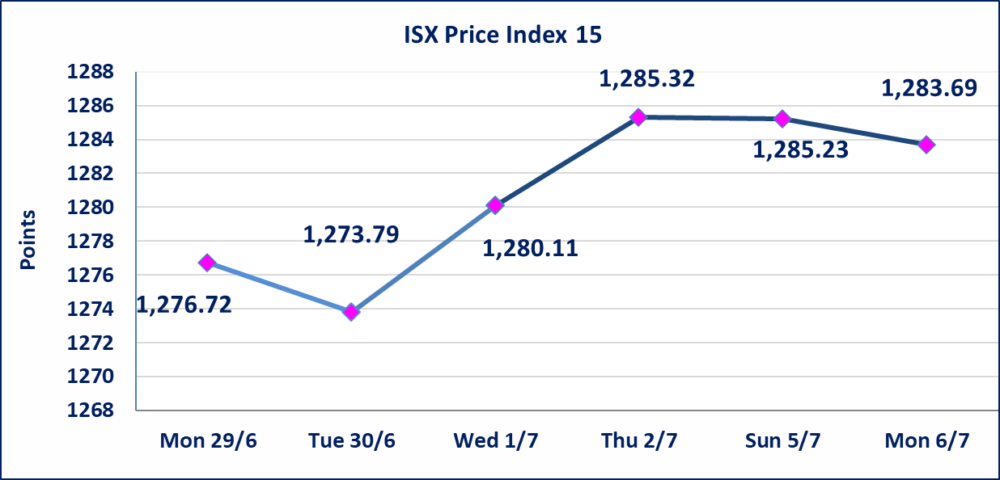 ISX Price Index 15
Points
1288
1286
1284
1282
1280
1278
1276
1274
1272
1270
1268
1,276.72
1,273.79
1,280.11
1,285.32
1,285.23
1,283.69
Mon 29/6
Tue 30/6
Wed 1/7
Thu 2/7
Sun 5/7
Mon 6/7